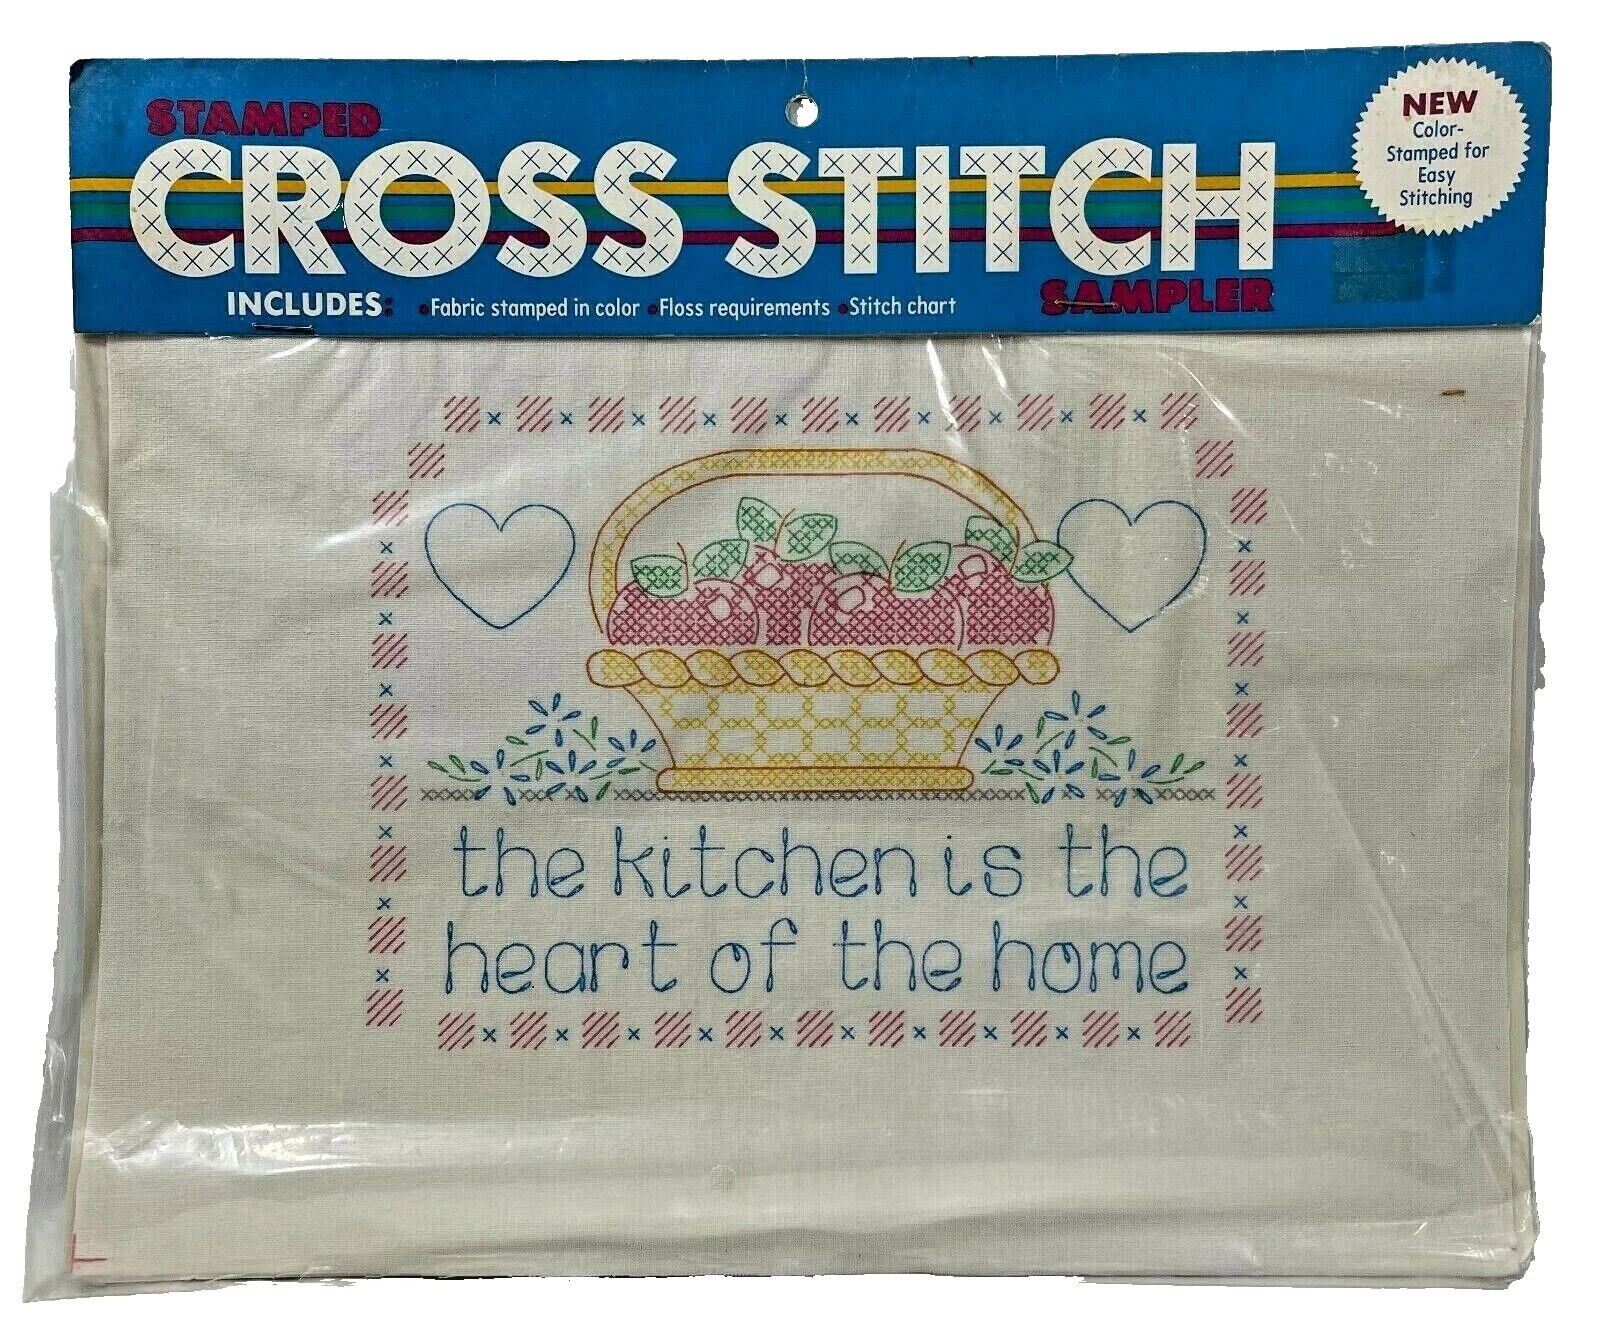 STAMPED
CROSS STITCH
SAMPLER
INCLUDES: •Fabric stamped in color •Floss requirements •Stitch chart
NEW
Color-
Stamped for
Easy
Stitching
the kitchen is the
heart of the home